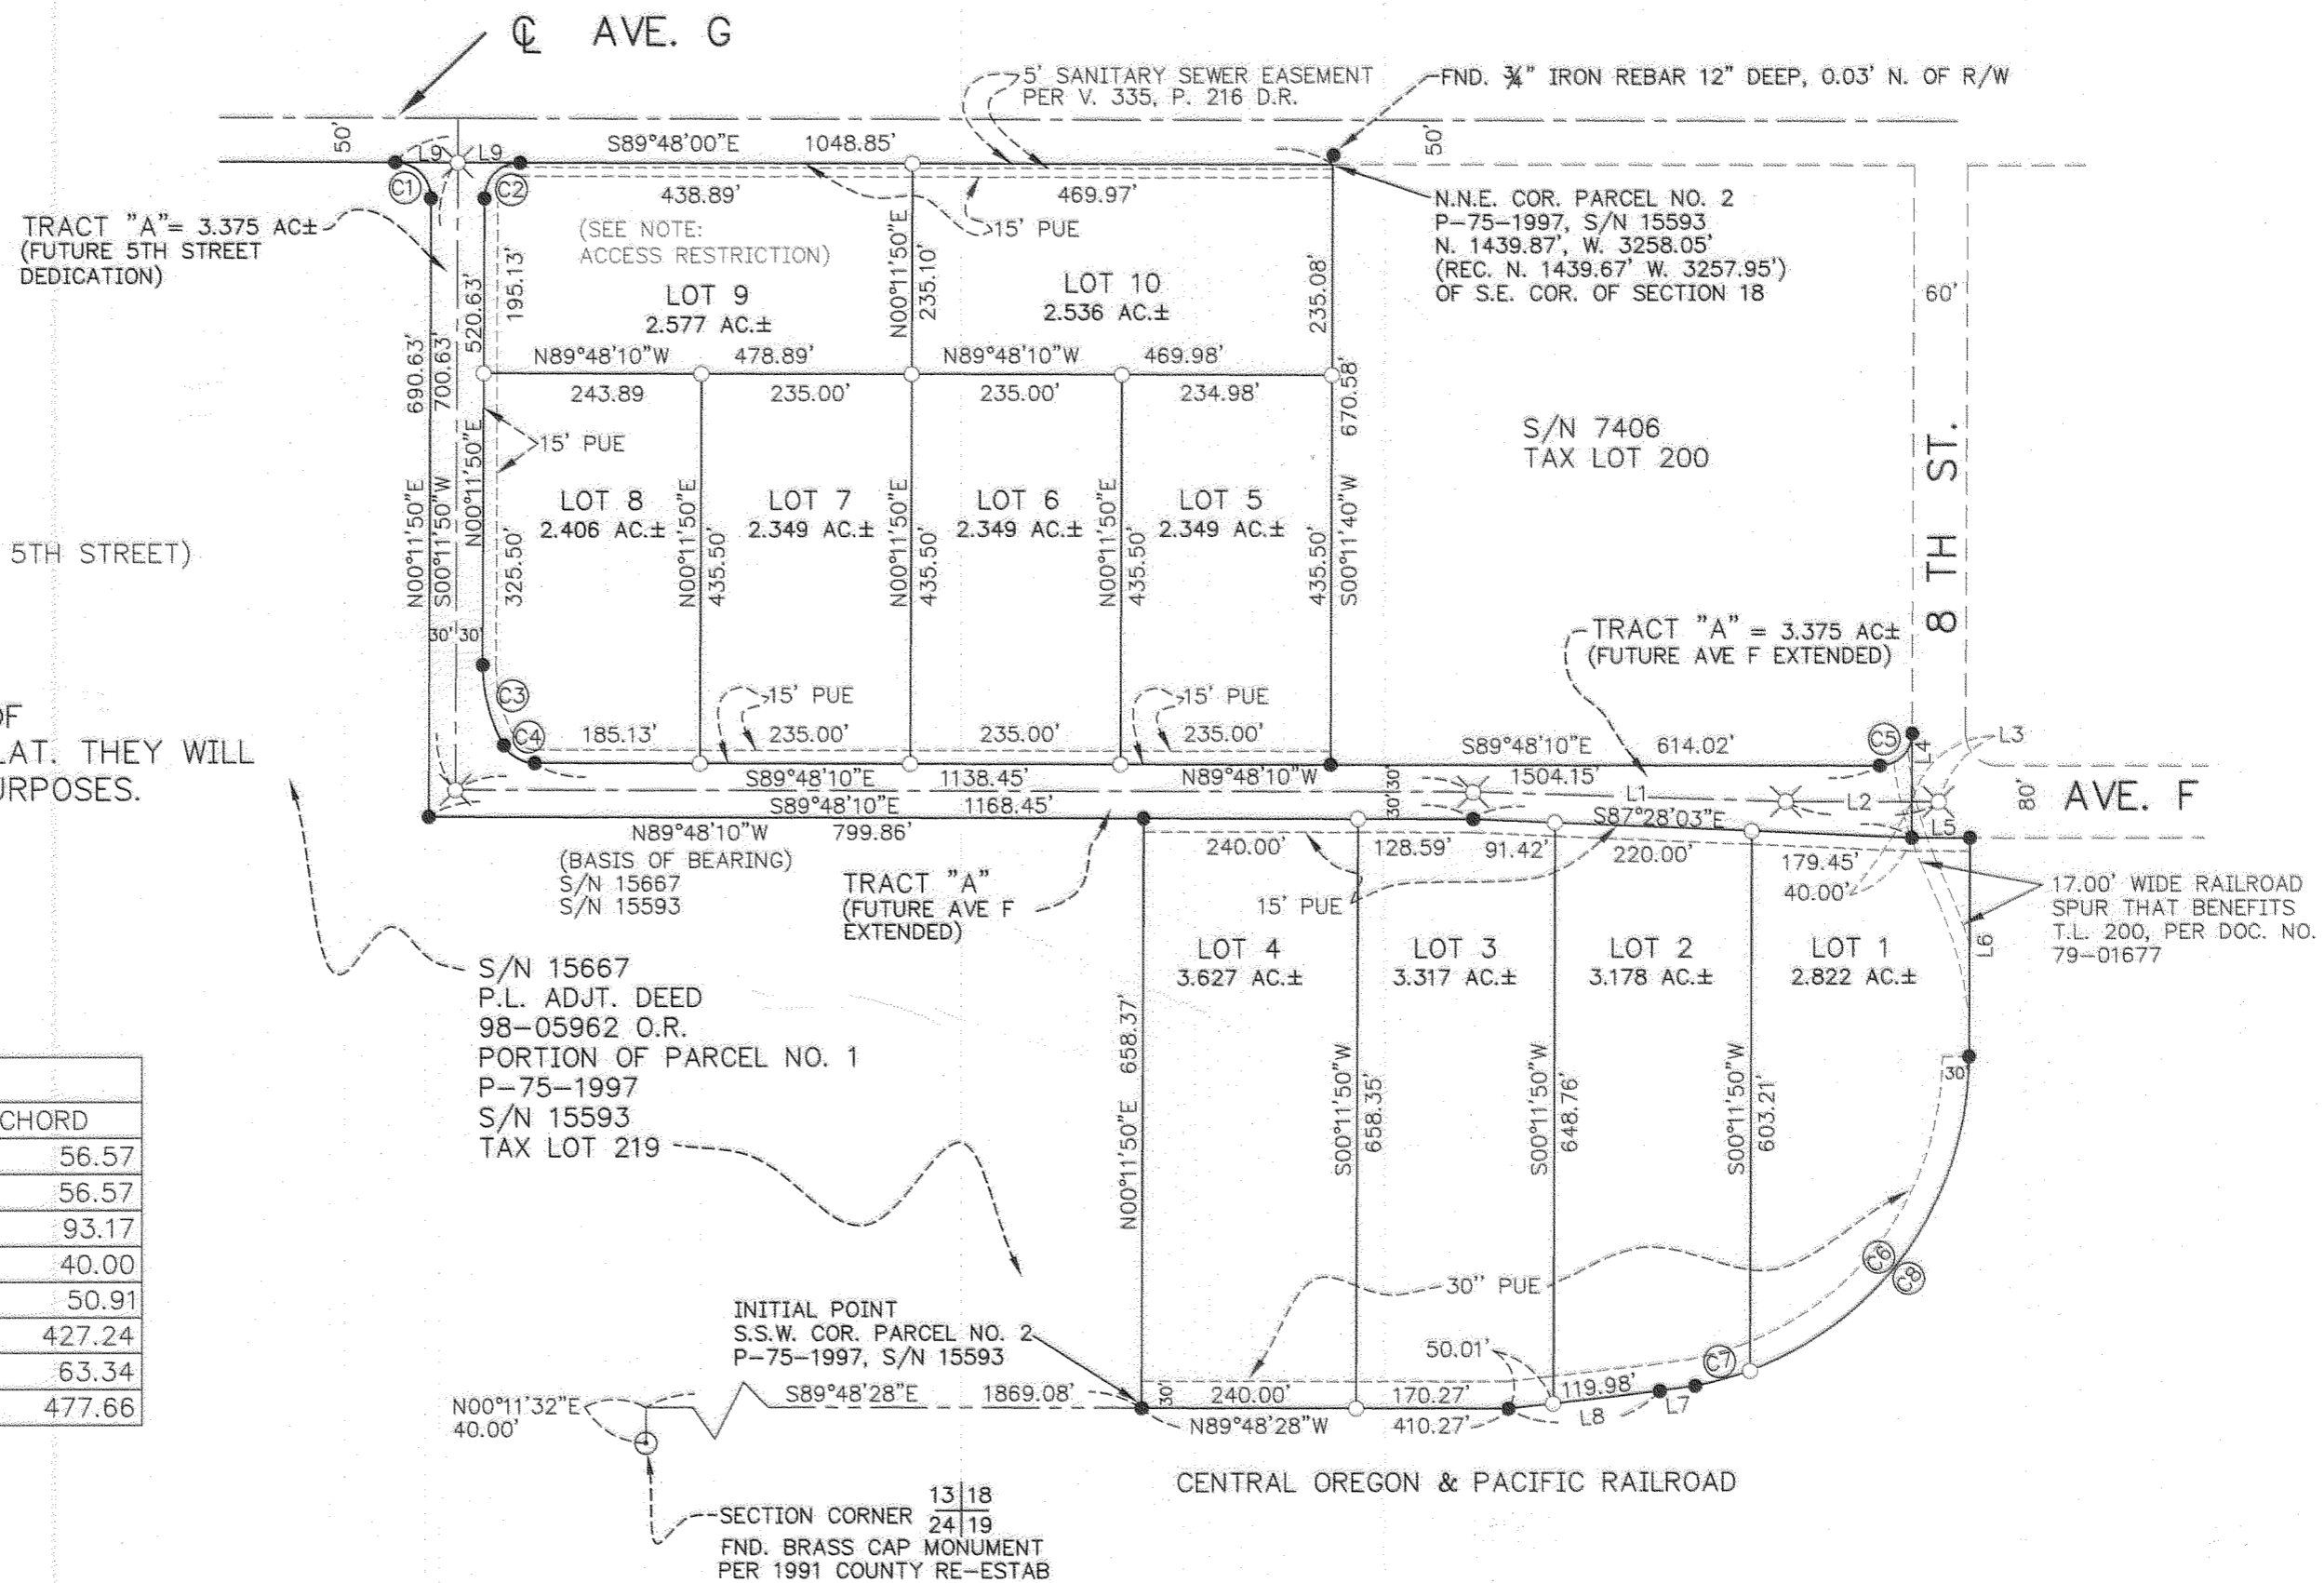 ℄ AVE. G
5' SANITARY SEWER EASEMENT
PER V. 335, P. 216 D.R.
FND. ¾" IRON REBAR 12" DEEP, 0.03' N. OF R/W
50'
L9
L9
S89°48'00"E 1048.85'
50'
C1
C2
438.89'
469.97'
15' PUE
TRACT "A"= 3.375 AC±
(FUTURE 5TH STREET
DEDICATION)
(SEE NOTE:
ACCESS RESTRICTION)
N.N.E. COR. PARCEL NO. 2
P-75-1997, S/N 15593
N. 1439.87', W. 3258.05'
(REC. N. 1439.67' W. 3257.95')
OF S.E. COR. OF SECTION 18
60'
195.13'
520.63'
N00°11'50"E
235.10'
235.08'
LOT 9
2.577 AC.±
LOT 10
2.536 AC.±
N89°48'10"W 478.89'
N89°48'10"W 469.98'
243.89
235.00'
235.00'
234.98'
690.63'
700.63'
N00°11'50"E
S00°11'50"W
N00°11'50"E
670.58'
S00°11'40"W
15' PUE
S/N 7406
TAX LOT 200
8 TH ST.
LOT 8
2.406 AC.±
LOT 7
2.349 AC.±
LOT 6
2.349 AC.±
LOT 5
2.349 AC.±
325.50'
N00°11'50"E
435.50'
N00°11'50"E
435.50'
N00°11'50"E
435.50'
435.50'
5TH STREET)
30' 30'
TRACT "A" = 3.375 AC±
(FUTURE AVE F EXTENDED)
C3
C4
15' PUE
15' PUE
185.13'
235.00'
235.00'
235.00'
S89°48'10"E 614.02'
C5
L4
L3
OF
LAT. THEY WILL
URPOSES.
S89°48'10"E 1138.45'
N89°48'10"W
1504.15'
L1
L2
S89°48'10"E 1168.45'
30' 30'
S87°28'03"E
L5
80'
AVE. F
N89°48'10"W 799.86'
(BASIS OF BEARING)
S/N 15667
S/N 15593
240.00'
128.59'
91.42'
220.00'
179.45'
40.00'
TRACT "A"
(FUTURE AVE F
EXTENDED)
15' PUE
17.00' WIDE RAILROAD
SPUR THAT BENEFITS
T.L. 200, PER DOC. NO.
79-01677
L6
LOT 4
3.627 AC.±
LOT 3
3.317 AC.±
LOT 2
3.178 AC.±
LOT 1
2.822 AC.±
S/N 15667
P.L. ADJT. DEED
98-05962 O.R.
PORTION OF PARCEL NO. 1
P-75-1997
S/N 15593
TAX LOT 219
N00°11'50"E 658.37'
S00°11'50"W
658.35'
S00°11'50"W
648.76'
S00°11'50"W
603.21'
30'
CHORD
56.57
56.57
93.17
40.00
50.91
427.24
63.34
477.66
C6
C8
30" PUE
INITIAL POINT
S.S.W. COR. PARCEL NO. 2
P-75-1997, S/N 15593
50.01'
C7
N00°11'32"E
40.00'
S89°48'28"E 1869.08'
30'
240.00'
170.27'
119.98'
L7
L8
N89°48'28"W 410.27'
CENTRAL OREGON & PACIFIC RAILROAD
SECTION CORNER
13 18
24 19
FND. BRASS CAP MONUMENT
PER 1991 COUNTY RE-ESTAB